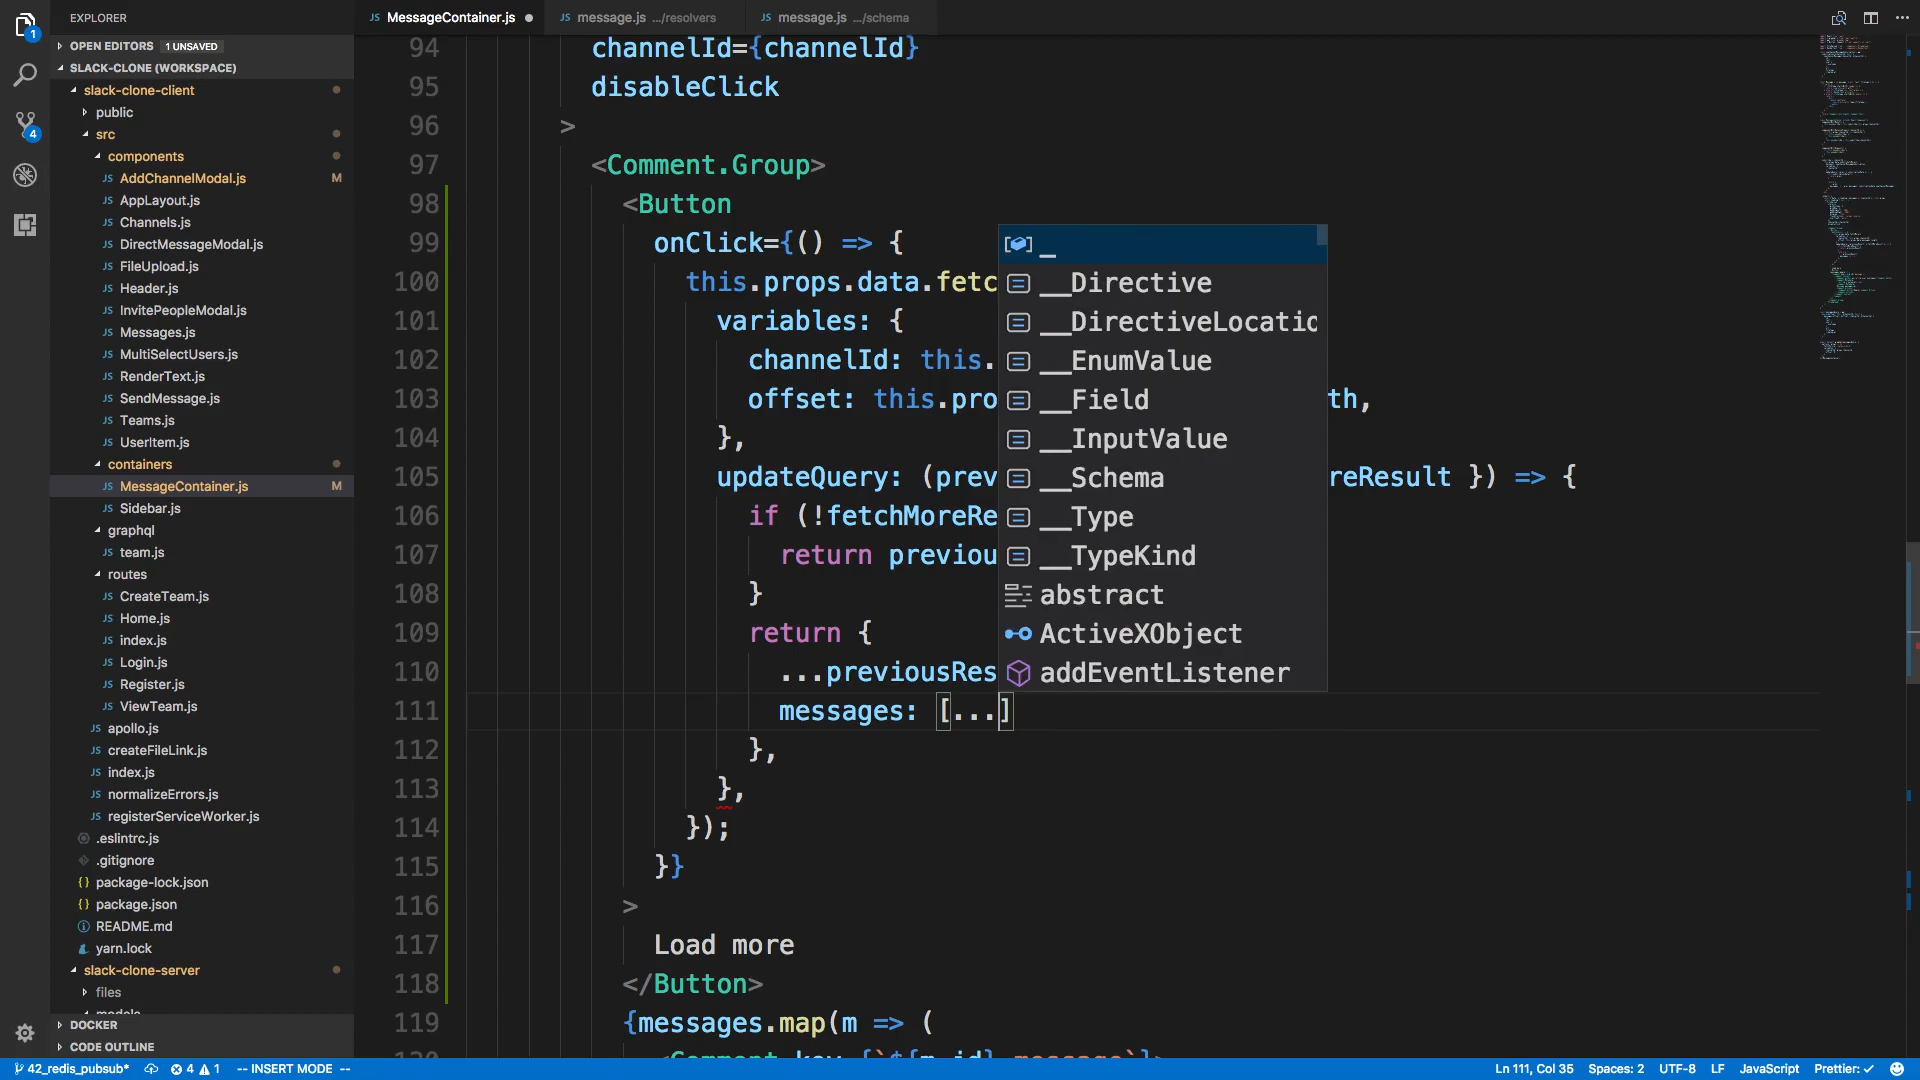 EXPLORER
MessageContainer.js
message.js .../resolvers
message.js .../schema
1
OPEN EDITORS 1 UNSAVED
SLACK-CLONE (WORKSPACE)
slack-clone-client
public
src
4
components
AddChannelModal.js M
AppLayout.js
Channels.js
DirectMessageModal.js
FileUpload.js
Header.js
InvitePeopleModal.js
Messages.js
MultiSelectUsers.js
RenderText.js
SendMessage.js
Teams.js
UserItem.js
containers
MessageContainer.js M
Sidebar.js
graphql
team.js
routes
CreateTeam.js
Home.js
index.js
Login.js
Register.js
ViewTeam.js
apollo.js
createFileLink.js
index.js
normalizeErrors.js
registerServiceWorker.js
.eslintrc.js
.gitignore
package-lock.json
package.json
README.md
yarn.lock
slack-clone-server
files
models
DOCKER
CODE OUTLINE
94 channelId={channelId}
95 disableClick
96 >
97 <Comment.Group>
98 <Button
99 onClick={() => {
100 this.props.data.fetc
101 variables: {
102 channelId: this.
103 offset: this.pro th,
104 },
105 updateQuery: (prev reResult }) => {
106 if (!fetchMoreRe
107 return previou
108 }
109 return {
110 ...previousRes
111 messages: [...]
112 },
113 },
114 });
115 }}
116 >
117 Load more
118 </Button>
119 {messages.map(m => (
120 <Comment key={`${m.id}-message`}>
_
__Directive
__DirectiveLocatio
__EnumValue
__Field
__InputValue
__Schema
__Type
__TypeKind
abstract
ActiveXObject
addEventListener
42_redis_pubsub* 4 1 -- INSERT MODE -- Ln 111, Col 35 Spaces: 2 UTF-8 LF JavaScript Prettier: ✓